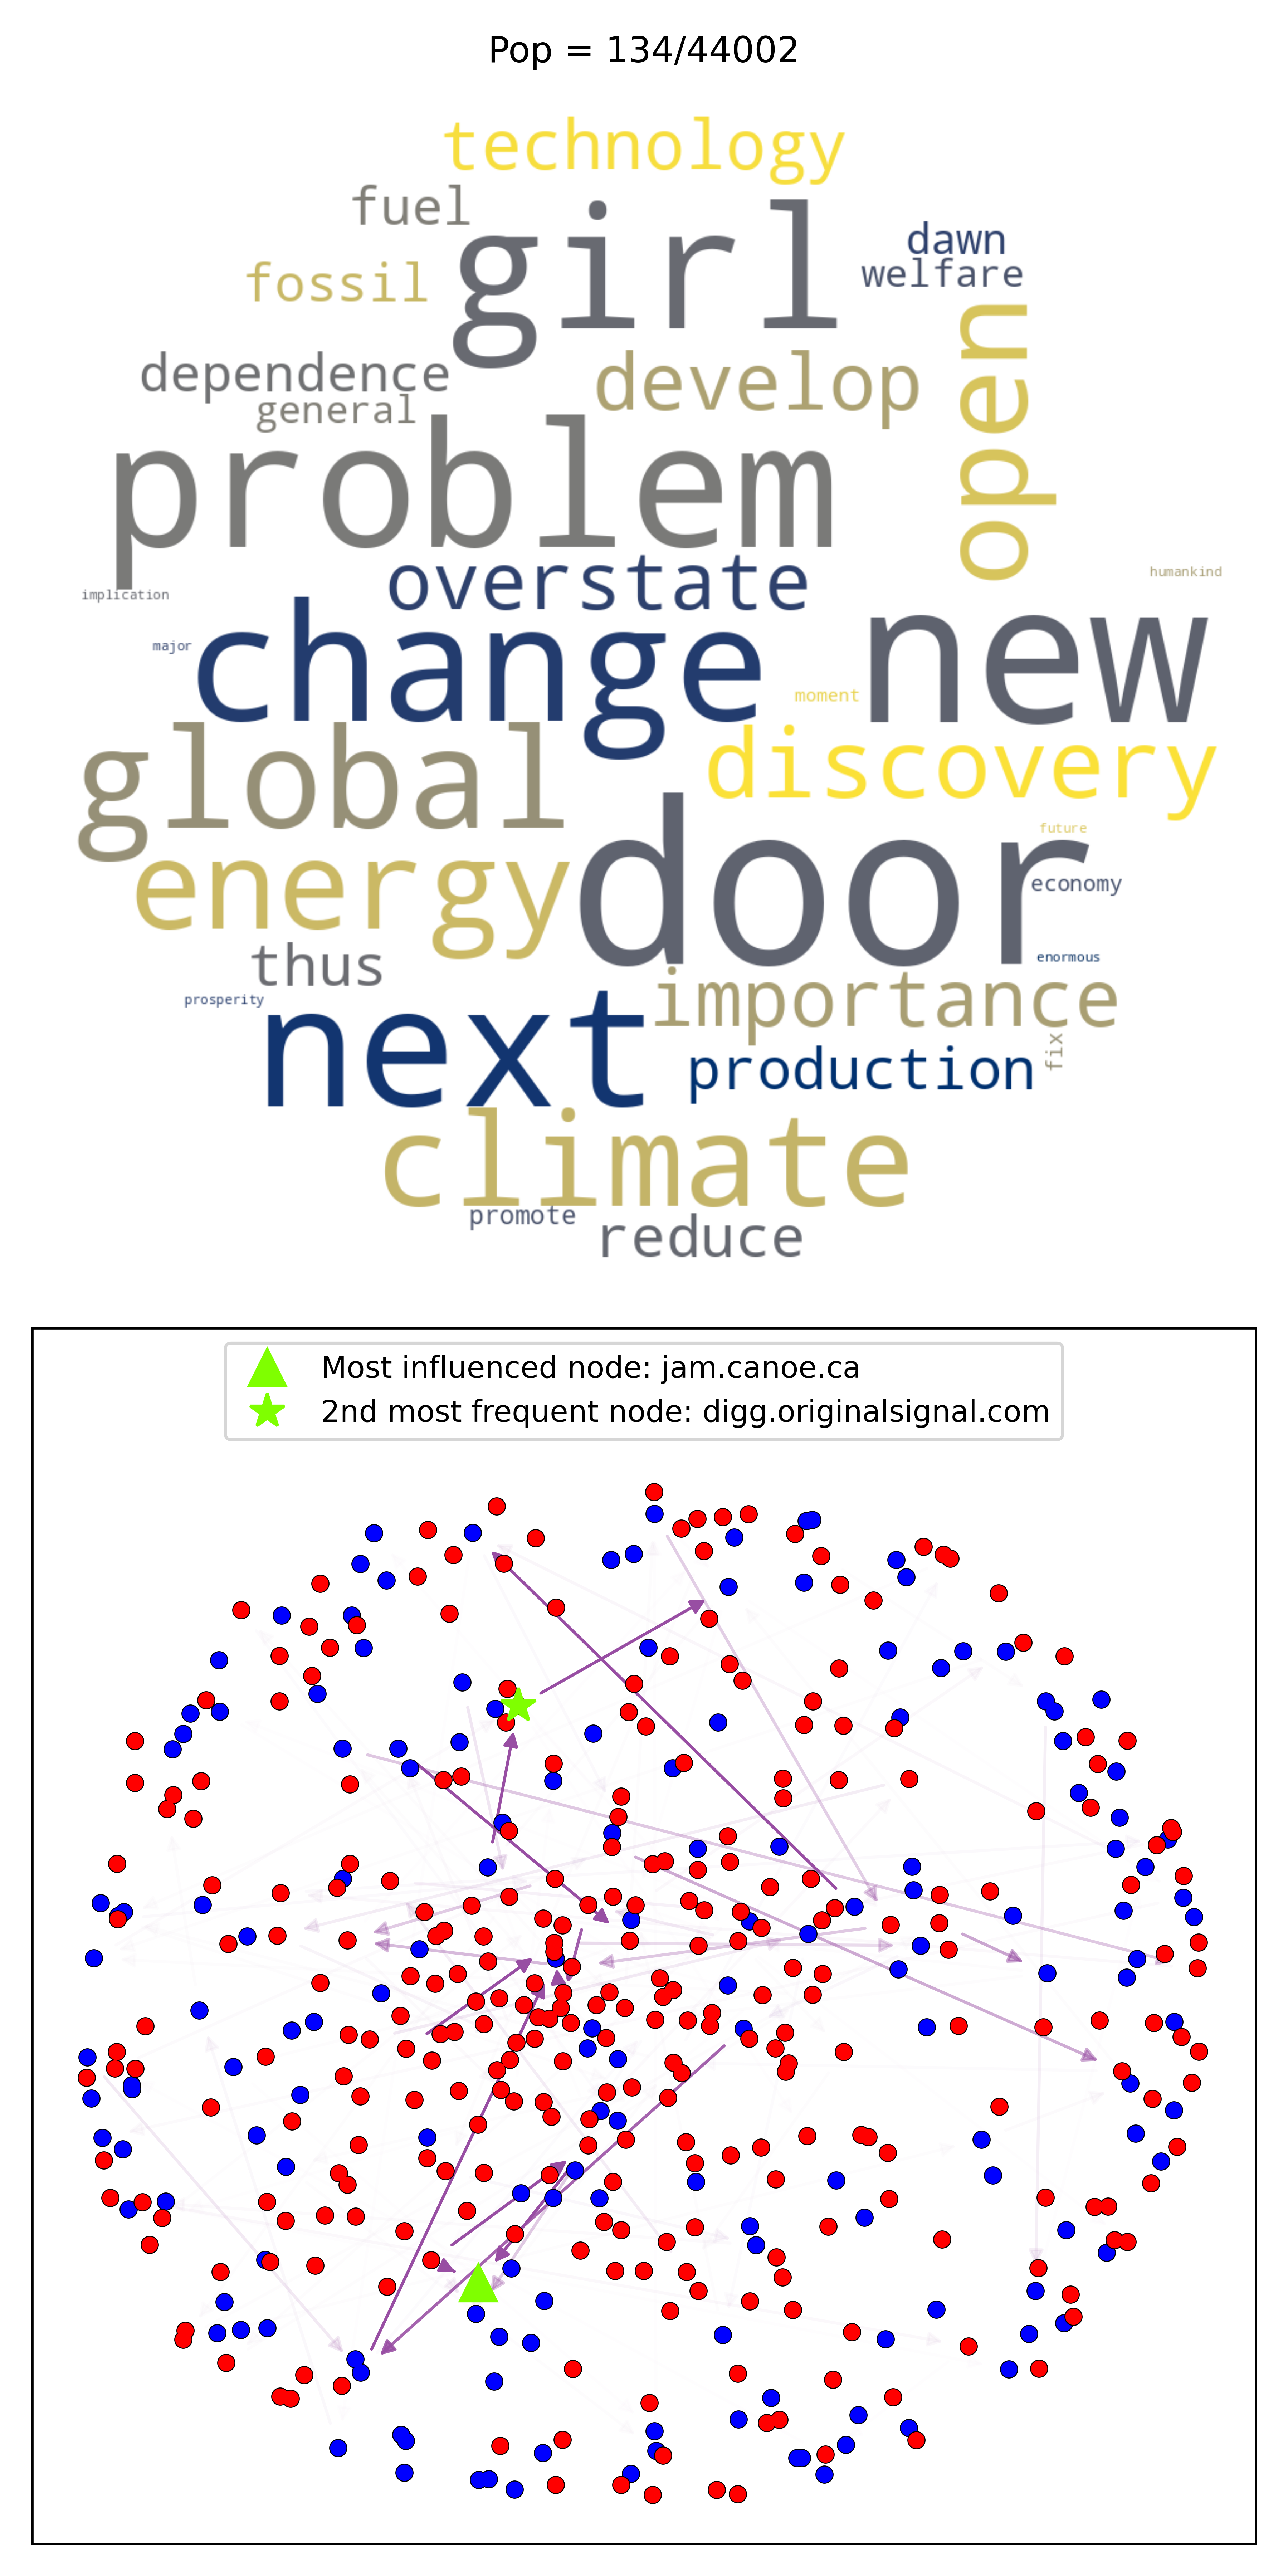 Pop = 134/44002
technology
fuel
girl
dawn
welfare
fossil
open
dependence
develop
general
problem
overstate
humankind
implication
change
new
major
moment
global
discovery
door
future
energy
economy
thus
enormous
importance
prosperity
next
fix
production
climate
promote
reduce
Most influenced node: jam.canoe.ca
2nd most frequent node: digg.originalsignal.com